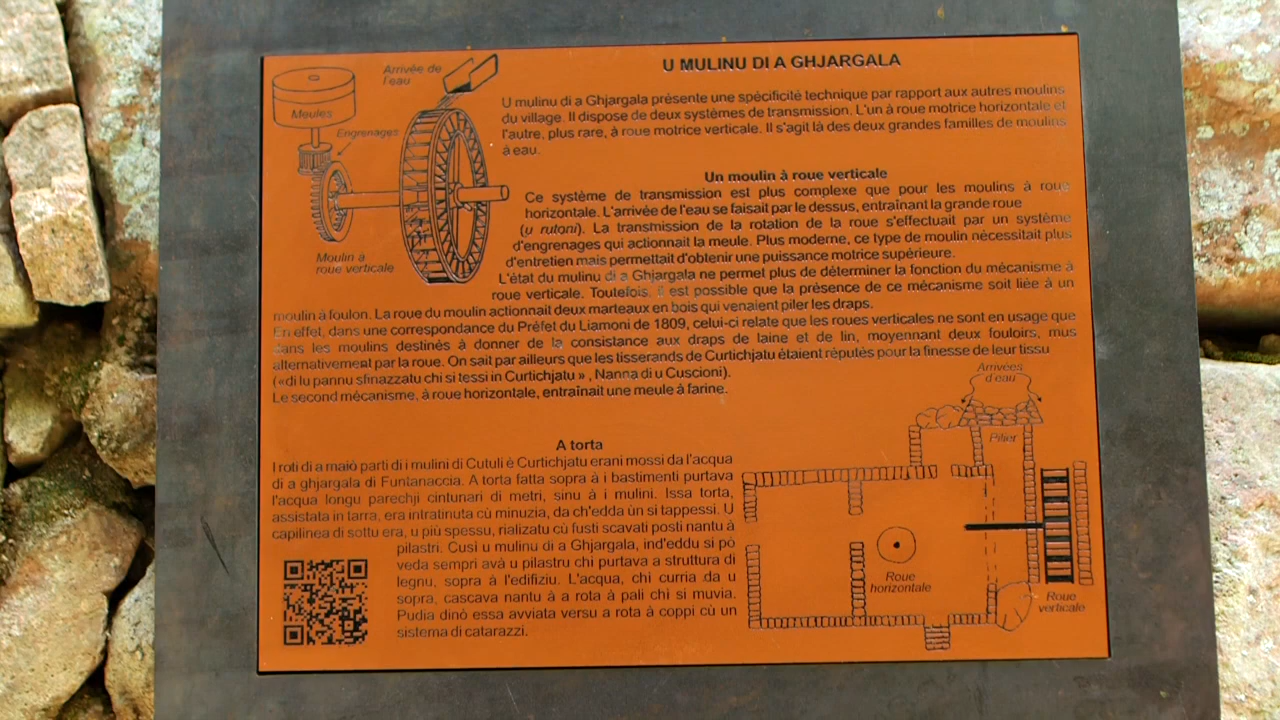 U MULINU DI A GHJARGALA
Arrivée de
l'eau
Meules
Engrenages
Moulin à
roue verticale
U mulinu di a Ghjargala présente une spécificité technique par rapport aux autres moulins
du village. Il dispose de deux systèmes de transmission. L'un à roue motrice horizontale et
l'autre, plus rare, à roue motrice verticale. Il s'agit là des deux grandes familles de moulins
à eau.
Un moulin à roue verticale
Ce système de transmission est plus complexe que pour les moulins à roue
horizontale. L'arrivée de l'eau se faisait par le dessus, entraînant la grande roue
(u rutoni). La transmission de la rotation de la roue s'effectuait par un système
d'engrenages qui actionnait la meule. Plus moderne, ce type de moulin nécessitait plus
d'entretien mais permettait d'obtenir une puissance motrice supérieure.
L'état du mulinu di a Ghjargala ne permet plus de déterminer la fonction du mécanisme à
roue verticale. Toutefois, il est possible que la présence de ce mécanisme soit liée à un
moulin à foulon. La roue du moulin actionnait deux marteaux en bois qui venaient piler les draps.
En effet, dans une correspondance du Préfet du Liamoni de 1809, celui-ci relate que les roues verticales ne sont en usage que
dans les moulins destinés à donner de la consistance aux draps de laine et de lin, moyennant deux fouloirs, mus
alternativement par la roue. On sait par ailleurs que les tisserands de Curtichjatu étaient réputés pour la finesse de leur tissu
(«di lu pannu sfinazzatu chi si tessi in Curtichjatu » , Nanna di u Cuscioni).
Le second mécanisme, à roue horizontale, entraînait une meule à farine.
A torta
I roti di a maiò parti di i mulini di Cutuli è Curtichjatu erani mossi da l'acqua
di a ghjargala di Funtanaccia. A torta fatta sopra à i bastimenti purtava
l'acqua longu parechji cintunari di metri, sinu à i mulini. Issa torta,
assistata in tarra, era intratinuta cù minuzia, da ch'edda ùn si tappessi. U
capilinea di sottu era, u più spessu, rializatu cù fusti scavati posti nantu à
pilastri. Cusì u mulinu di a Ghjargala, ind'eddu si pò
veda sempri avà u pilastru chi purtava a struttura di
legnu, sopra à l'edifiziu. L'acqua, chi curria da u
sopra, cascava nantu à a rota à pali chi si muvia.
Pudia dinò essa avviata versu a rota à coppi cù un
sistema di catarazzi.
Arrivées
d'eau
Pilier
Roue
horizontale
Roue
verticale